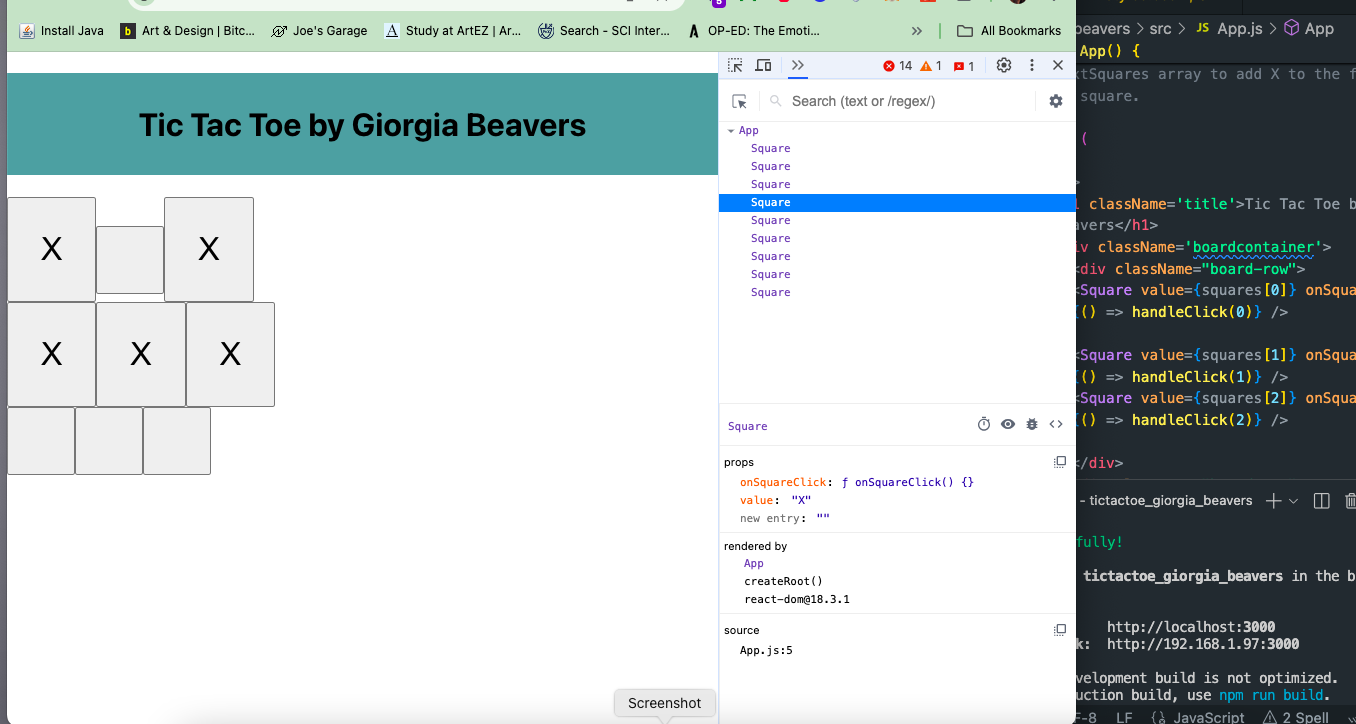 Install Java
Art & Design | Bitc...
Joe's Garage
Study at ArtEZ | Ar...
Search - SCI Inter...
OP-ED: The Emoti...
»
All Bookmarks
Tic Tac Toe by Giorgia Beavers
X X
X X X
14 1 1
Search (text or /regex/)
App
Square
Square
Square
Square
Square
Square
Square
Square
Square
Square
props
onSquareClick: ƒ onSquareClick() {}
value: "X"
new entry: ""
rendered by
App
createRoot()
react-dom@18.3.1
source
App.js:5
Screenshot
beavers > src > JS App.js > App
App() {
tSquares array to add X to the f
square.
(
>
className='title'>Tic Tac Toe b
avers</h1>
iv className='boardcontainer'>
<div className="board-row">
<Square value={squares[0]} onSqua
{() => handleClick(0)} />
<Square value={squares[1]} onSqua
{() => handleClick(1)} />
<Square value={squares[2]} onSqua
{() => handleClick(2)} />
</div>
- tictactoe_giorgia_beavers
fully!
tictactoe_giorgia_beavers in the b
http://localhost:3000
k: http://192.168.1.97:3000
velopment build is not optimized.
uction build, use npm run build.
F-8 LF {} JavaScript 2 Spell